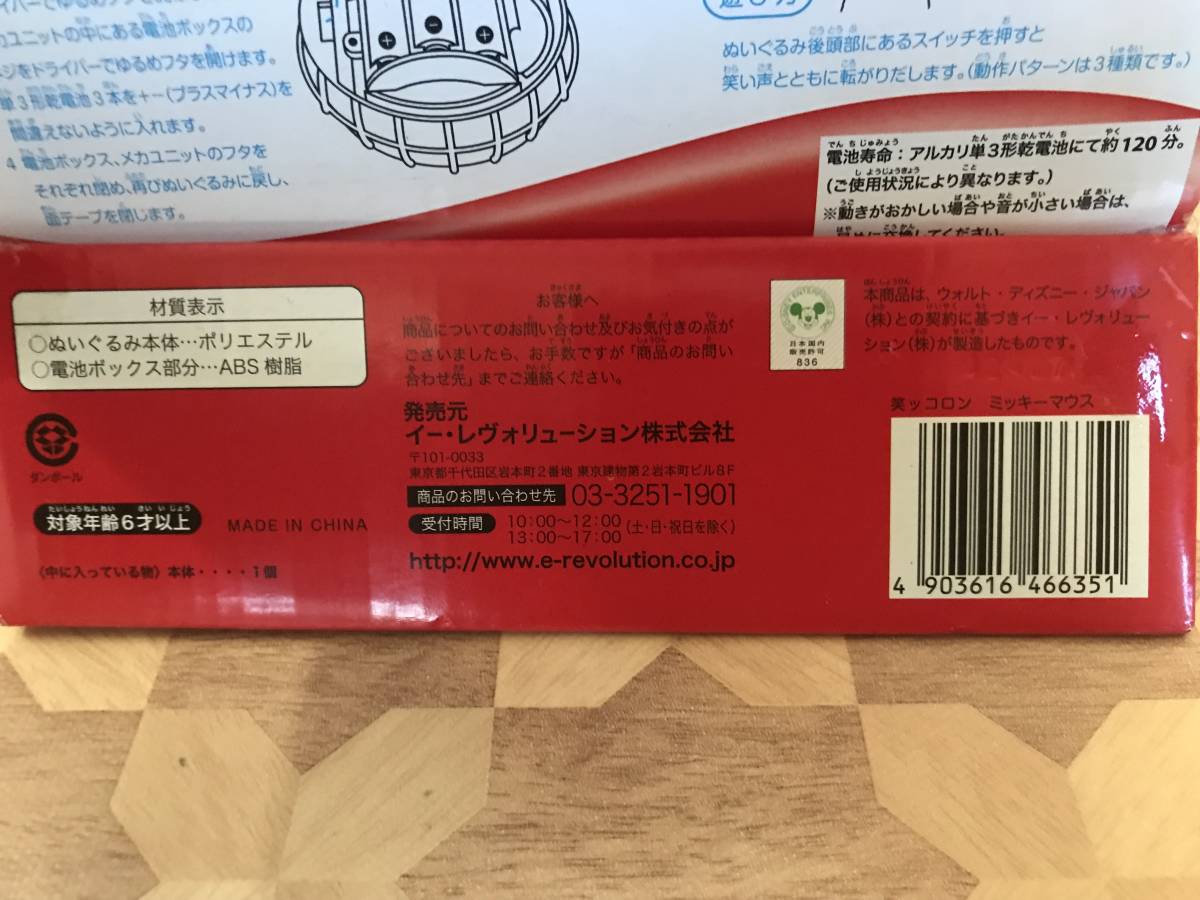 カユニットの中にある電池ボックスの
ジをドライバーでゆるめフタを開けます。
単3形乾電池3本を+−(プラスマイナス)を
間違えないように入れます。
4 電池ボックス、メカユニットのフタを
それぞれ閉め、再びぬいぐるみに戻し、
面テープを閉じます。
遊び方
ぬいぐるみ後頭部にあるスイッチを押すと
笑い声とともに転がりだします。(動作パターンは3種類です。)
電池寿命：アルカリ単3形乾電池にて約120分。
(ご使用状況により異なります。)
※動きがおかしい場合や音が小さい場合は、
材質表示
○ぬいぐるみ本体…ポリエステル
○電池ボックス部分…ABS樹脂
ダンボール
対象年齢6才以上
MADE IN CHINA
〈中に入っている物〉本体・・・・1個
お客様へ
商品についてのお問い合わせ及びお気付きの点が
ございましたら、お手数ですが「商品のお問い
合わせ先」までご連絡ください。
発売元
イー・レヴォリューション株式会社
〒101-0033
東京都千代田区岩本町2番地 東京建物第2岩本町ビル8F
商品のお問い合わせ先 03-3251-1901
受付時間 10:00〜12:00 (土・日・祝日を除く)
13:00〜17:00
http://www.e-revolution.co.jp
日本国内
販売許可
836
本商品は、ウォルト・ディズニー・ジャパン
(株)との契約に基づきイー・レヴォリュー
ション(株)が製造したものです。
笑ッコロン ミッキーマウス
4 903616 466351